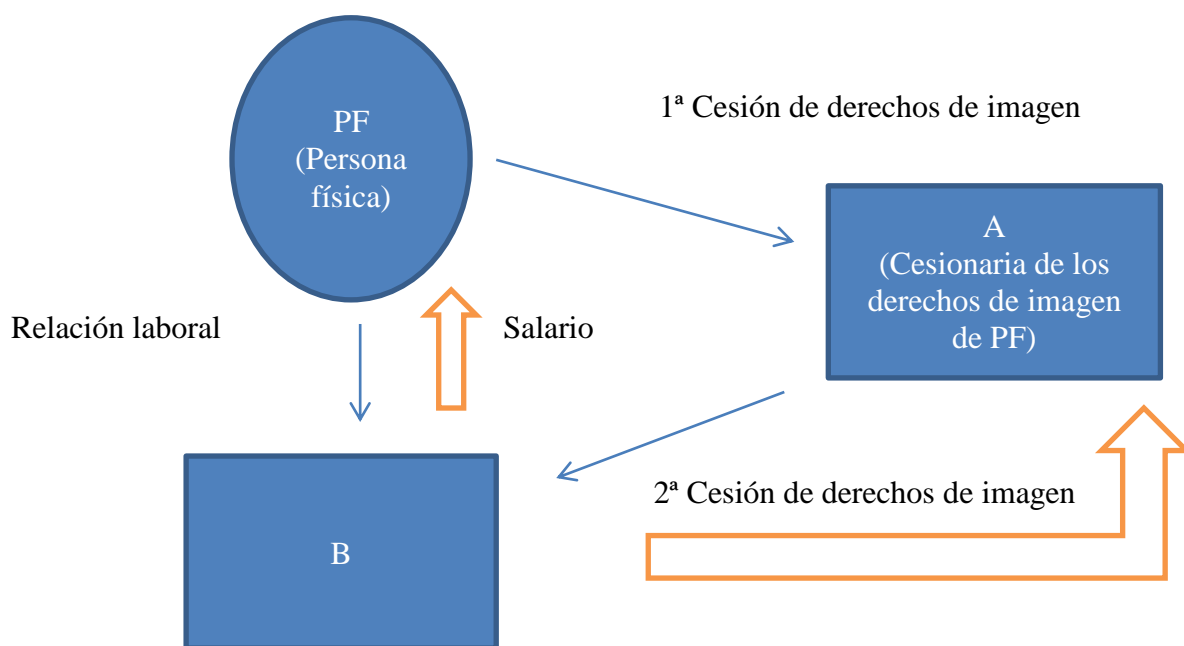 1ª Cesión de derechos de imagen
PF
(Persona
física)
A
(Cesionaria de los
derechos de imagen
de PF)
Relación laboral
Salario
2ª Cesión de derechos de imagen
B